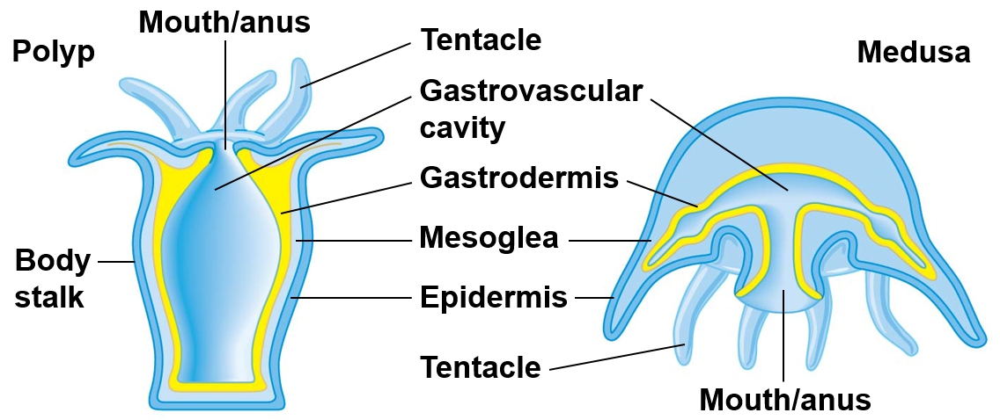 Mouth/anus
Polyp
Tentacle
Medusa
Gastrovascular
cavity
Gastrodermis
Mesoglea
Body
stalk
Epidermis
Tentacle
Mouth/anus